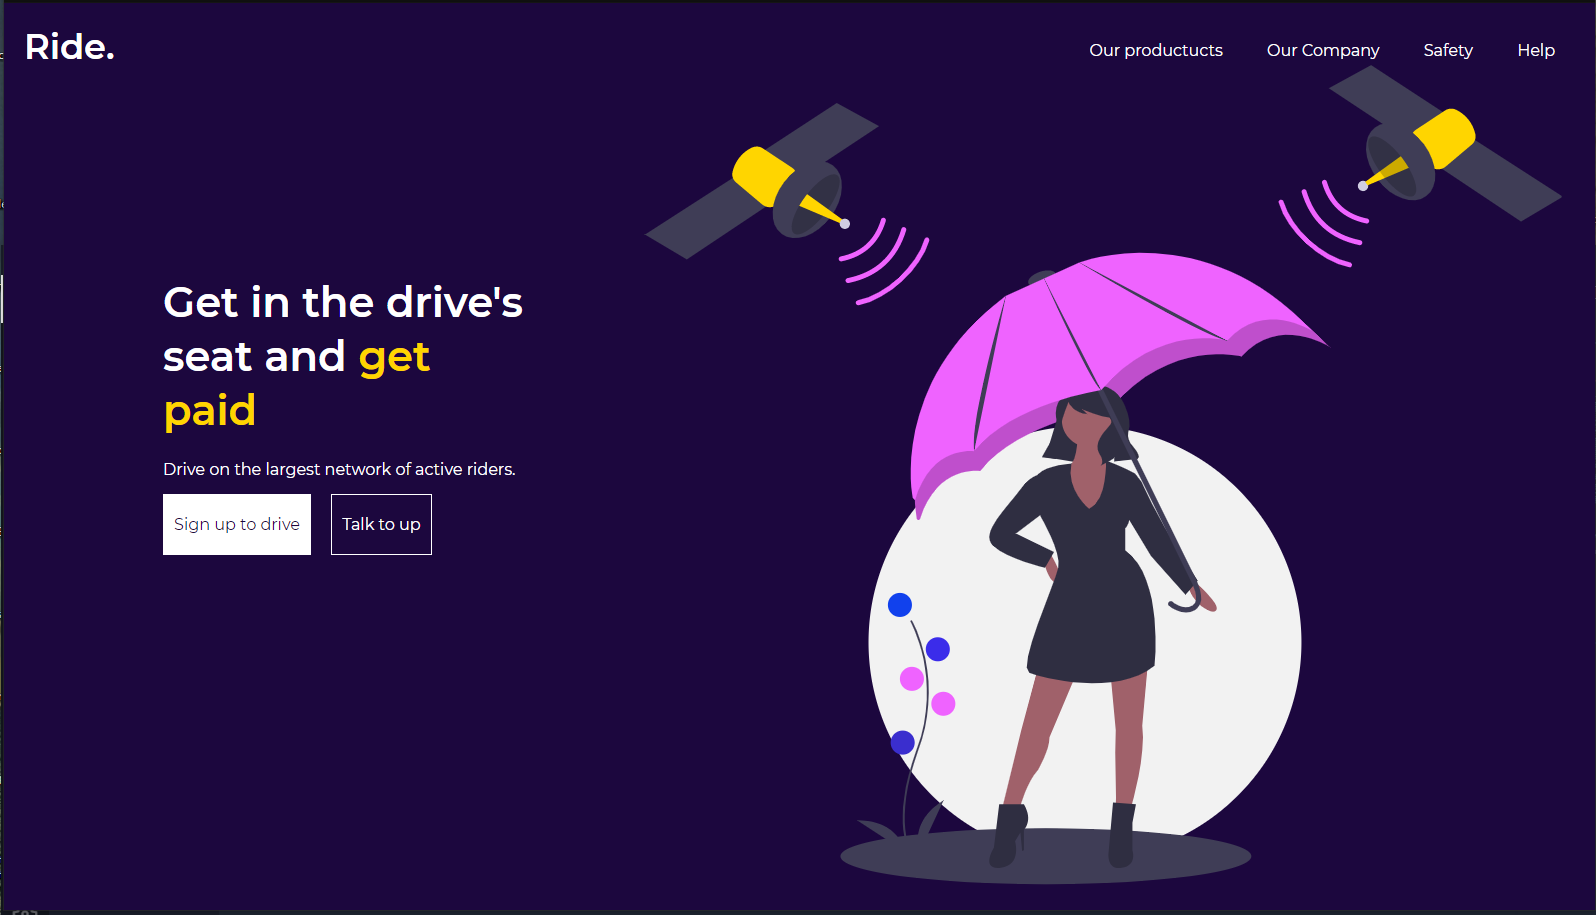 Ride.
Our productucts Our Company Safety Help
Get in the drive's
seat and get
paid
Drive on the largest network of active riders.
Sign up to drive Talk to up